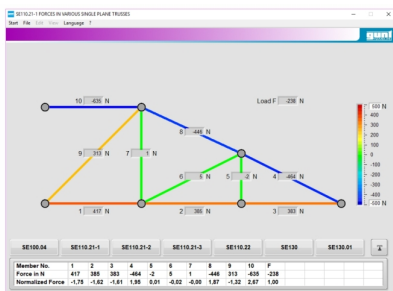 SE110.21-1 FORCES IN VARIOUS SINGLE PLANE TRUSSES
Start File Edit View Language ?
gunt
10 -635 N Load F -238 N
500 N
400
300
200
100
0
-100
-200
-300
-400
-500 N
8 -446 N
9 313 N 7 1 N
6 5 N 5 -2 N 4 -464 N
1 417 N 2 385 N 3 383 N
SE100.04 SE110.21-1 SE110.21-2 SE110.21-3 SE110.22 SE130 SE130.01
Member No. 1 2 3 4 5 6 7 8 9 10 F
Force in N 417 385 383 -464 -2 5 1 -446 313 -635 -238
Normalized Force -1,75 -1,62 -1,61 1,95 0,01 -0,02 -0,00 1,87 -1,32 2,67 1,00